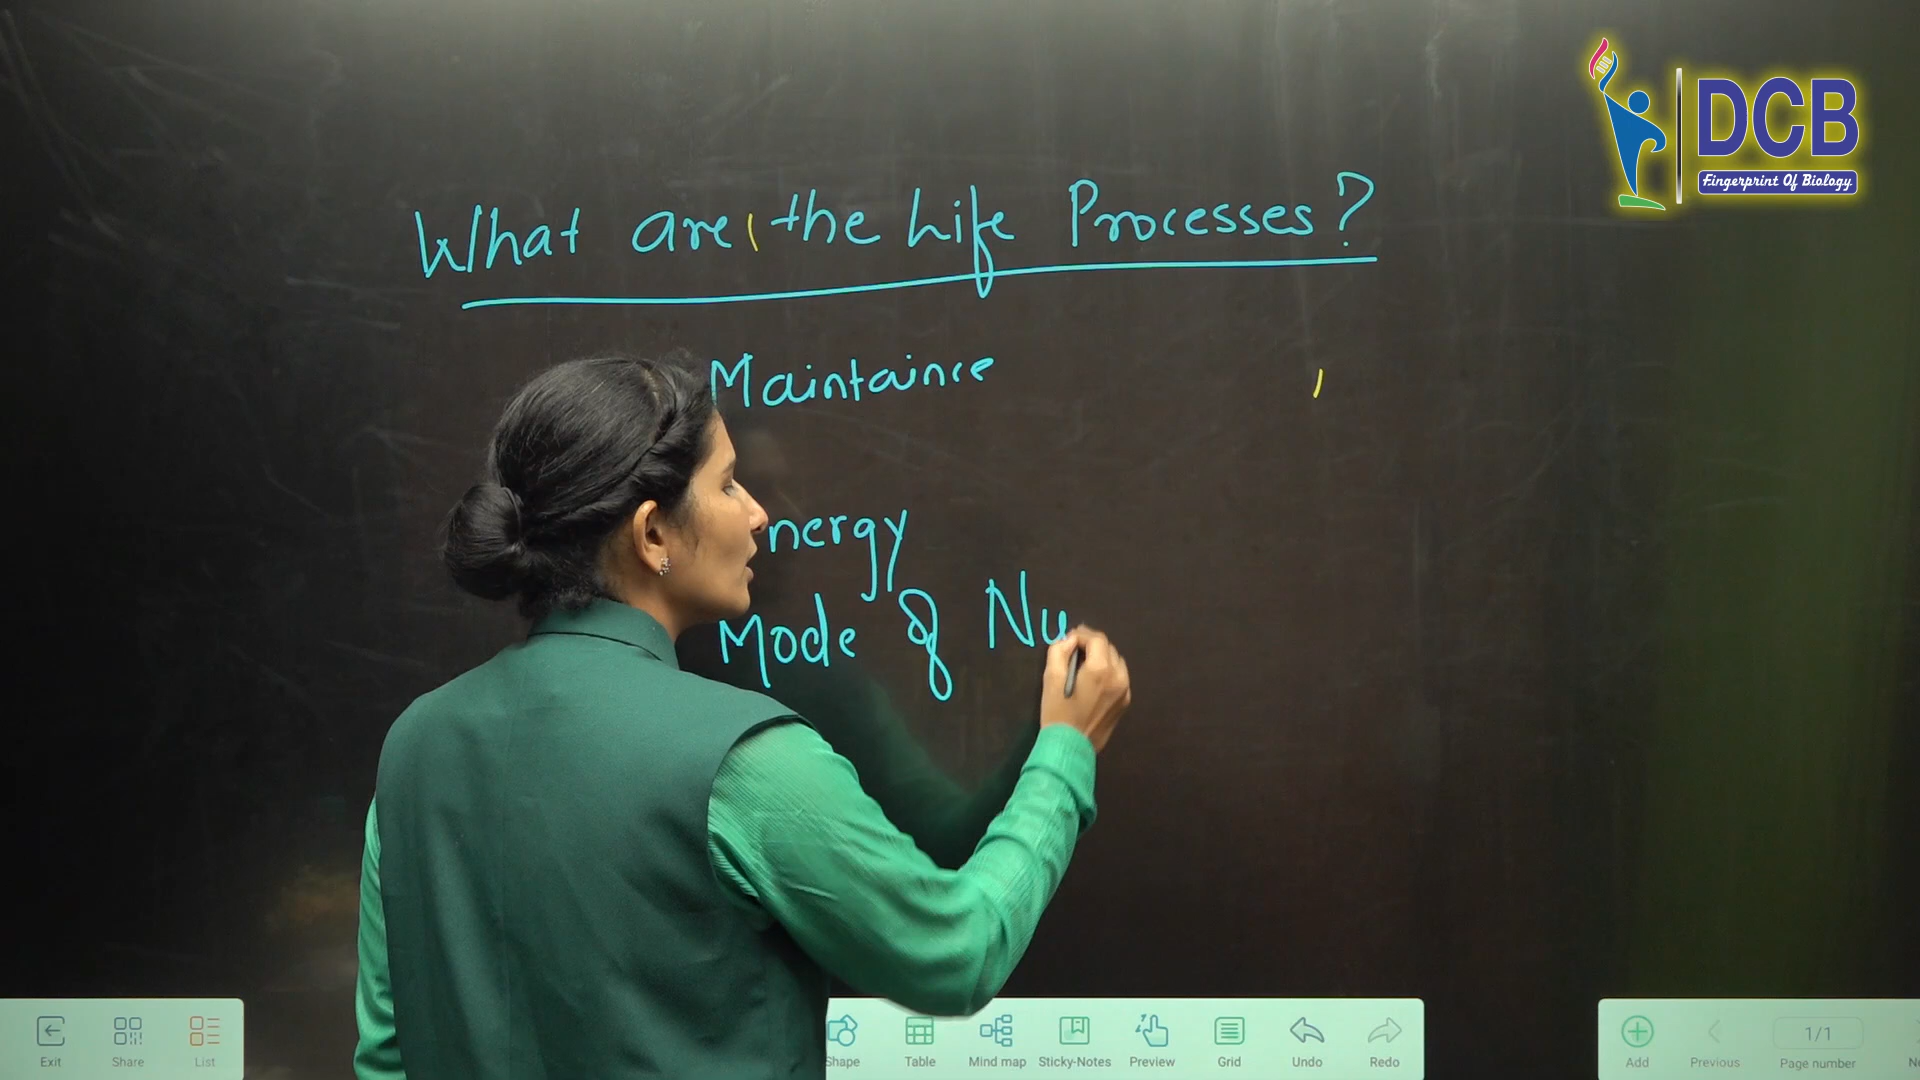 DCB
Fingerprint Of Biology
What are the Life Processes?
Maintaince
nergy
Mode of Nu
Exit
Share
List
Shape
Table
Mind map
Sticky-Notes
Preview
Grid
Undo
Redo
Add
Previous
1/1
Page number